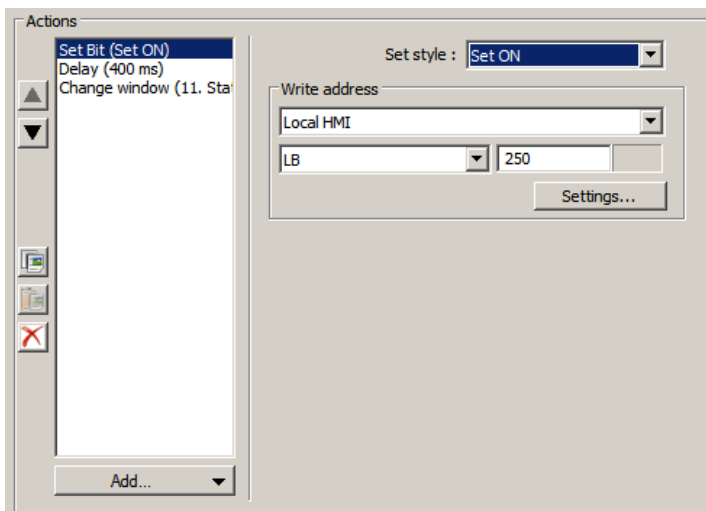 Actions
Set Bit (Set ON)
Delay (400 ms)
Change window (11. Stat
Add...
Set style : Set ON
Write address
Local HMI
LB 250
Settings...